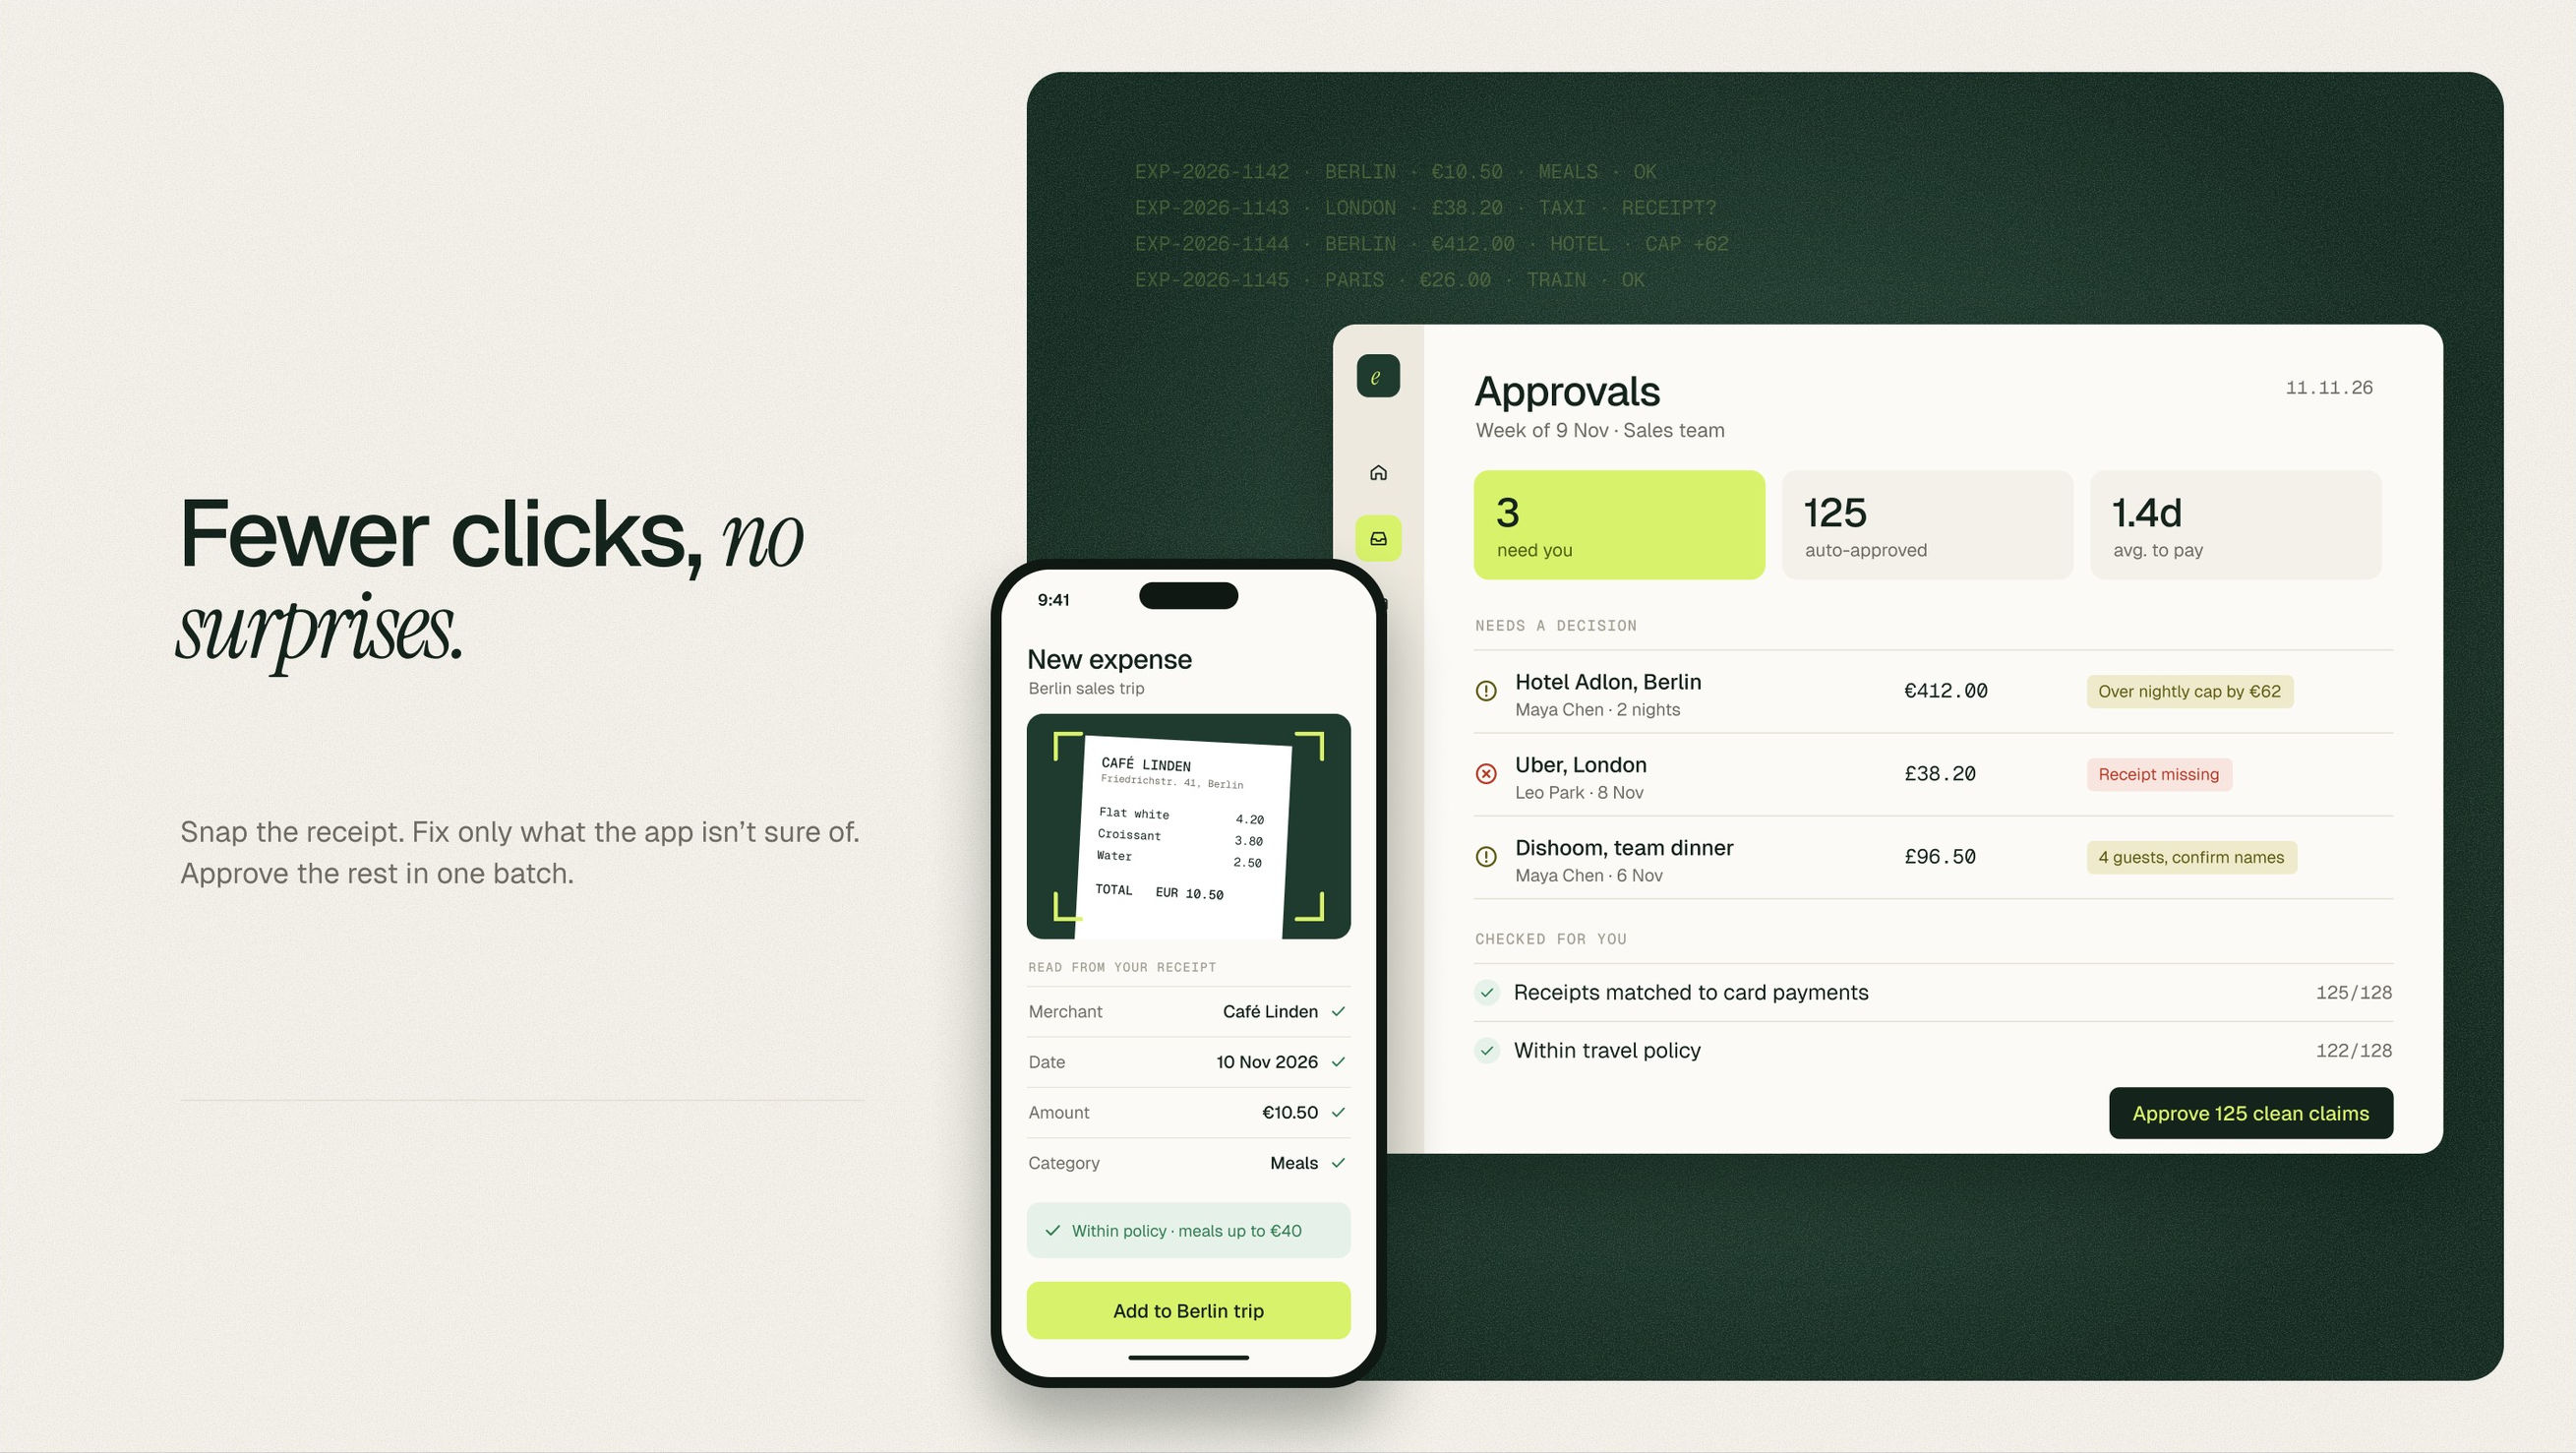 Fewer clicks, no
surprises.
Snap the receipt. Fix only what the app isn’t sure of.
Approve the rest in one batch.
EXP-2026-1142 · BERLIN · €10.50 · MEALS · OK
EXP-2026-1143 · LONDON · £38.20 · TAXI · RECEIPT?
EXP-2026-1144 · BERLIN · €412.00 · HOTEL · CAP +62
EXP-2026-1145 · PARIS · €26.00 · TRAIN · OK
9:41
New expense
Berlin sales trip
CAFÉ LINDEN
Friedrichstr. 41, Berlin
Flat white 4.20
Croissant 3.80
Water 2.50
TOTAL EUR 10.50
READ FROM YOUR RECEIPT
Merchant Café Linden
Date 10 Nov 2026
Amount €10.50
Category Meals
Within policy · meals up to €40
Add to Berlin trip
e
Approvals
11.11.26
Week of 9 Nov · Sales team
3
need you
125
auto-approved
1.4d
avg. to pay
NEEDS A DECISION
Hotel Adlon, Berlin
Maya Chen · 2 nights
€412.00
Over nightly cap by €62
Uber, London
Leo Park · 8 Nov
£38.20
Receipt missing
Dishoom, team dinner
Maya Chen · 6 Nov
£96.50
4 guests, confirm names
CHECKED FOR YOU
Receipts matched to card payments 125/128
Within travel policy 122/128
Approve 125 clean claims